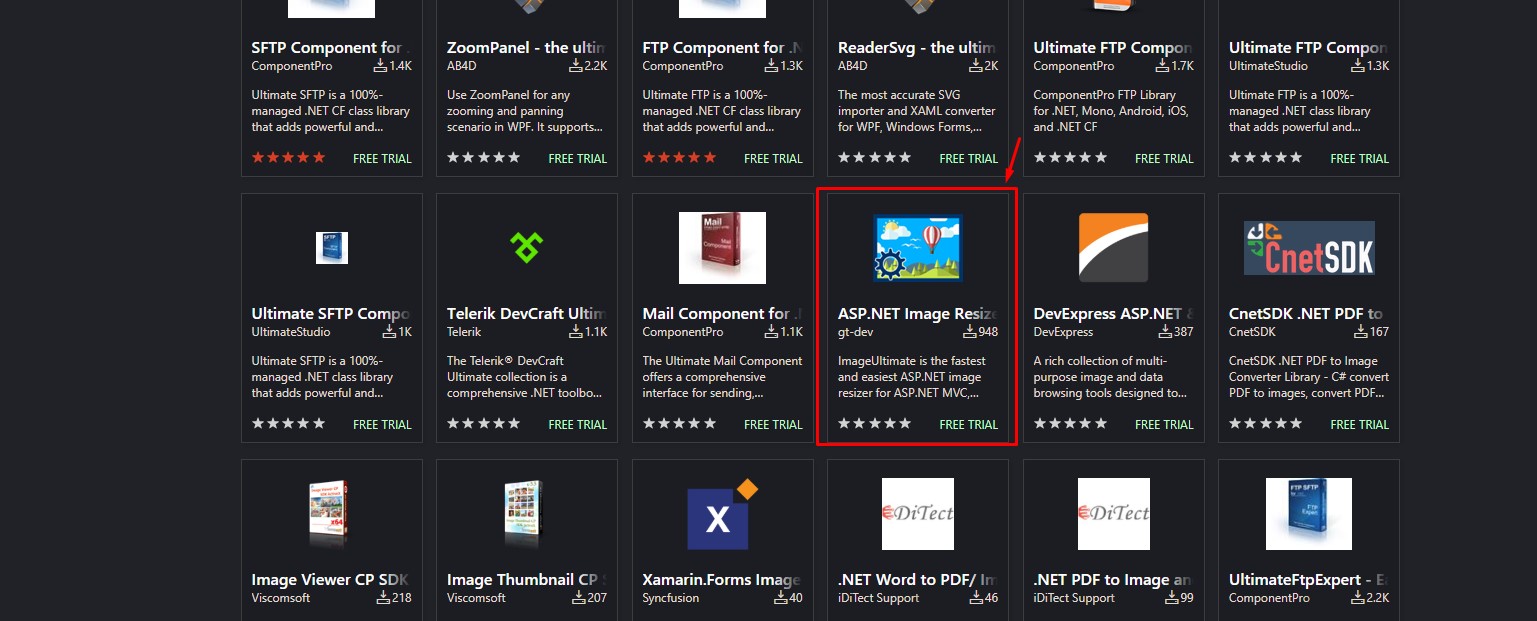 SFTP Component for .
ComponentPro 1.4K
Ultimate SFTP is a 100%-
managed .NET CF class library
that adds powerful and...
FREE TRIAL
ZoomPanel - the ultim
AB4D 2.2K
Use ZoomPanel for any
zooming and panning
scenario in WPF. It supports...
FREE TRIAL
FTP Component for .N
ComponentPro 1.3K
Ultimate FTP is a 100%-
managed .NET CF class library
that adds powerful and...
FREE TRIAL
ReaderSvg - the ultim
AB4D 2K
The most accurate SVG
importer and XAML converter
for WPF, Windows Forms,...
FREE TRIAL
Ultimate FTP Compon
ComponentPro 1.7K
ComponentPro FTP Library
for .NET, Mono, Android, iOS,
and .NET CF
FREE TRIAL
Ultimate FTP Compon
UltimateStudio 1.3K
Ultimate FTP is a 100%-
managed .NET class library
that adds powerful and...
FREE TRIAL
SFTP
Ultimate SFTP Compo
UltimateStudio 1K
Ultimate SFTP is a 100%-
managed .NET class library
that adds powerful and...
FREE TRIAL
Telerik DevCraft Ultim
Telerik 1.1K
The Telerik® DevCraft
Ultimate collection is a
comprehensive .NET toolbo...
FREE TRIAL
Mail
Mail
Component
Mail Component for .N
ComponentPro 1.1K
The Ultimate Mail Component
offers a comprehensive
interface for sending,...
FREE TRIAL
ASP.NET Image Resize
gt-dev 948
ImageUltimate is the fastest
and easiest ASP.NET image
resizer for ASP.NET MVC,...
FREE TRIAL
DevExpress ASP.NET &
DevExpress 387
A rich collection of multi-
purpose image and data
browsing tools designed to...
FREE TRIAL
CnetSDK
CnetSDK .NET PDF to
CnetSDK 167
CnetSDK .NET PDF to Image
Converter Library - C# convert
PDF to images, convert PDF...
FREE TRIAL
Image Viewer CP
x64
Image Viewer CP SDK
Viscomsoft 218
Image Thumbnail CP
Viscomsoft 207
X
Xamarin.Forms Image
Syncfusion 40
DiTect
.NET Word to PDF/ Im
iDiTect Support 46
DiTect
.NET PDF to Image an
iDiTect Support 99
FTP SFTP
FTP
Expert
UltimateFtpExpert - E
ComponentPro 2.2K